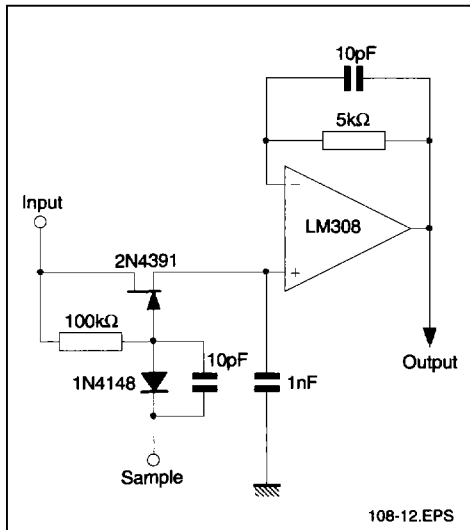 10pF
5kΩ
Input
−
LM308
2N4391
+
100kΩ
10pF
1N4148
1nF
Output
Sample
108-12.EPS